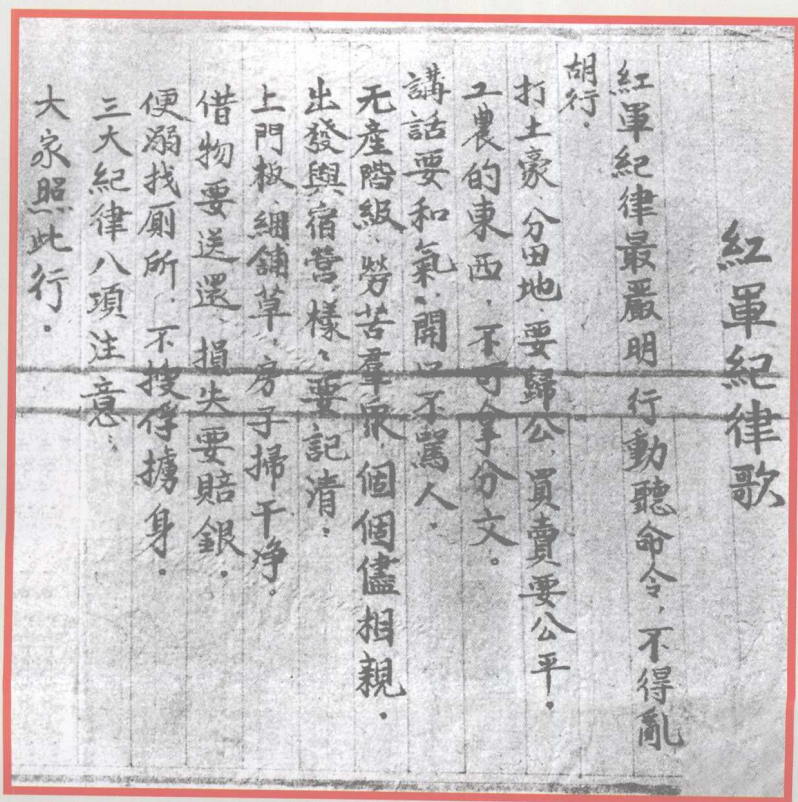 紅軍紀律歌
紅軍紀律最嚴明行動聽命令,不得亂
胡行.
打土豪、分田地、要歸公、買賣要公平.
工農的東西,不可拿分文。
講話要和氣、開口不罵人.
无產階級、勞苦羣衆、個個儘相親.
出發與宿營、樣々要記清.
上門板、綑舖草、房子掃干净.
借物要送還、損失要賠銀.
便溺找厠所.不搜俘擄身.
三大紀律八項注意、
大家照此行.